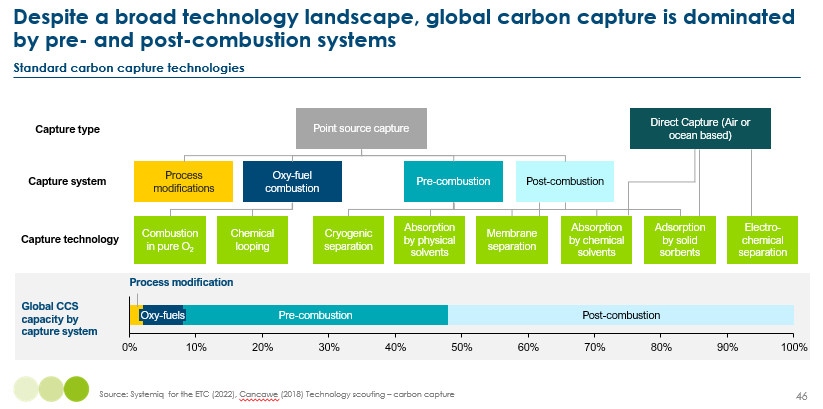 Despite a broad technology landscape, global carbon capture is dominated
by pre- and post-combustion systems
Standard carbon capture technologies
Capture type
Point source capture
Direct Capture (Air or
ocean based)
Capture system
Process
modifications
Oxy-fuel
combustion
Pre-combustion
Post-combustion
Capture technology
Combustion
in pure O₂
Chemical
looping
Cryogenic
separation
Absorption
by physical
solvents
Membrane
separation
Absorption
by chemical
solvents
Adsorption
by solid
sorbents
Electro-
chemical
separation
Process modification
Global CCS
capacity by
capture system
Oxy-fuels
Pre-combustion
Post-combustion
0% 10% 20% 30% 40% 50% 60% 70% 80% 90% 100%
Source: Systemiq for the ETC (2022), Cancawe (2018) Technology scouting – carbon capture
46